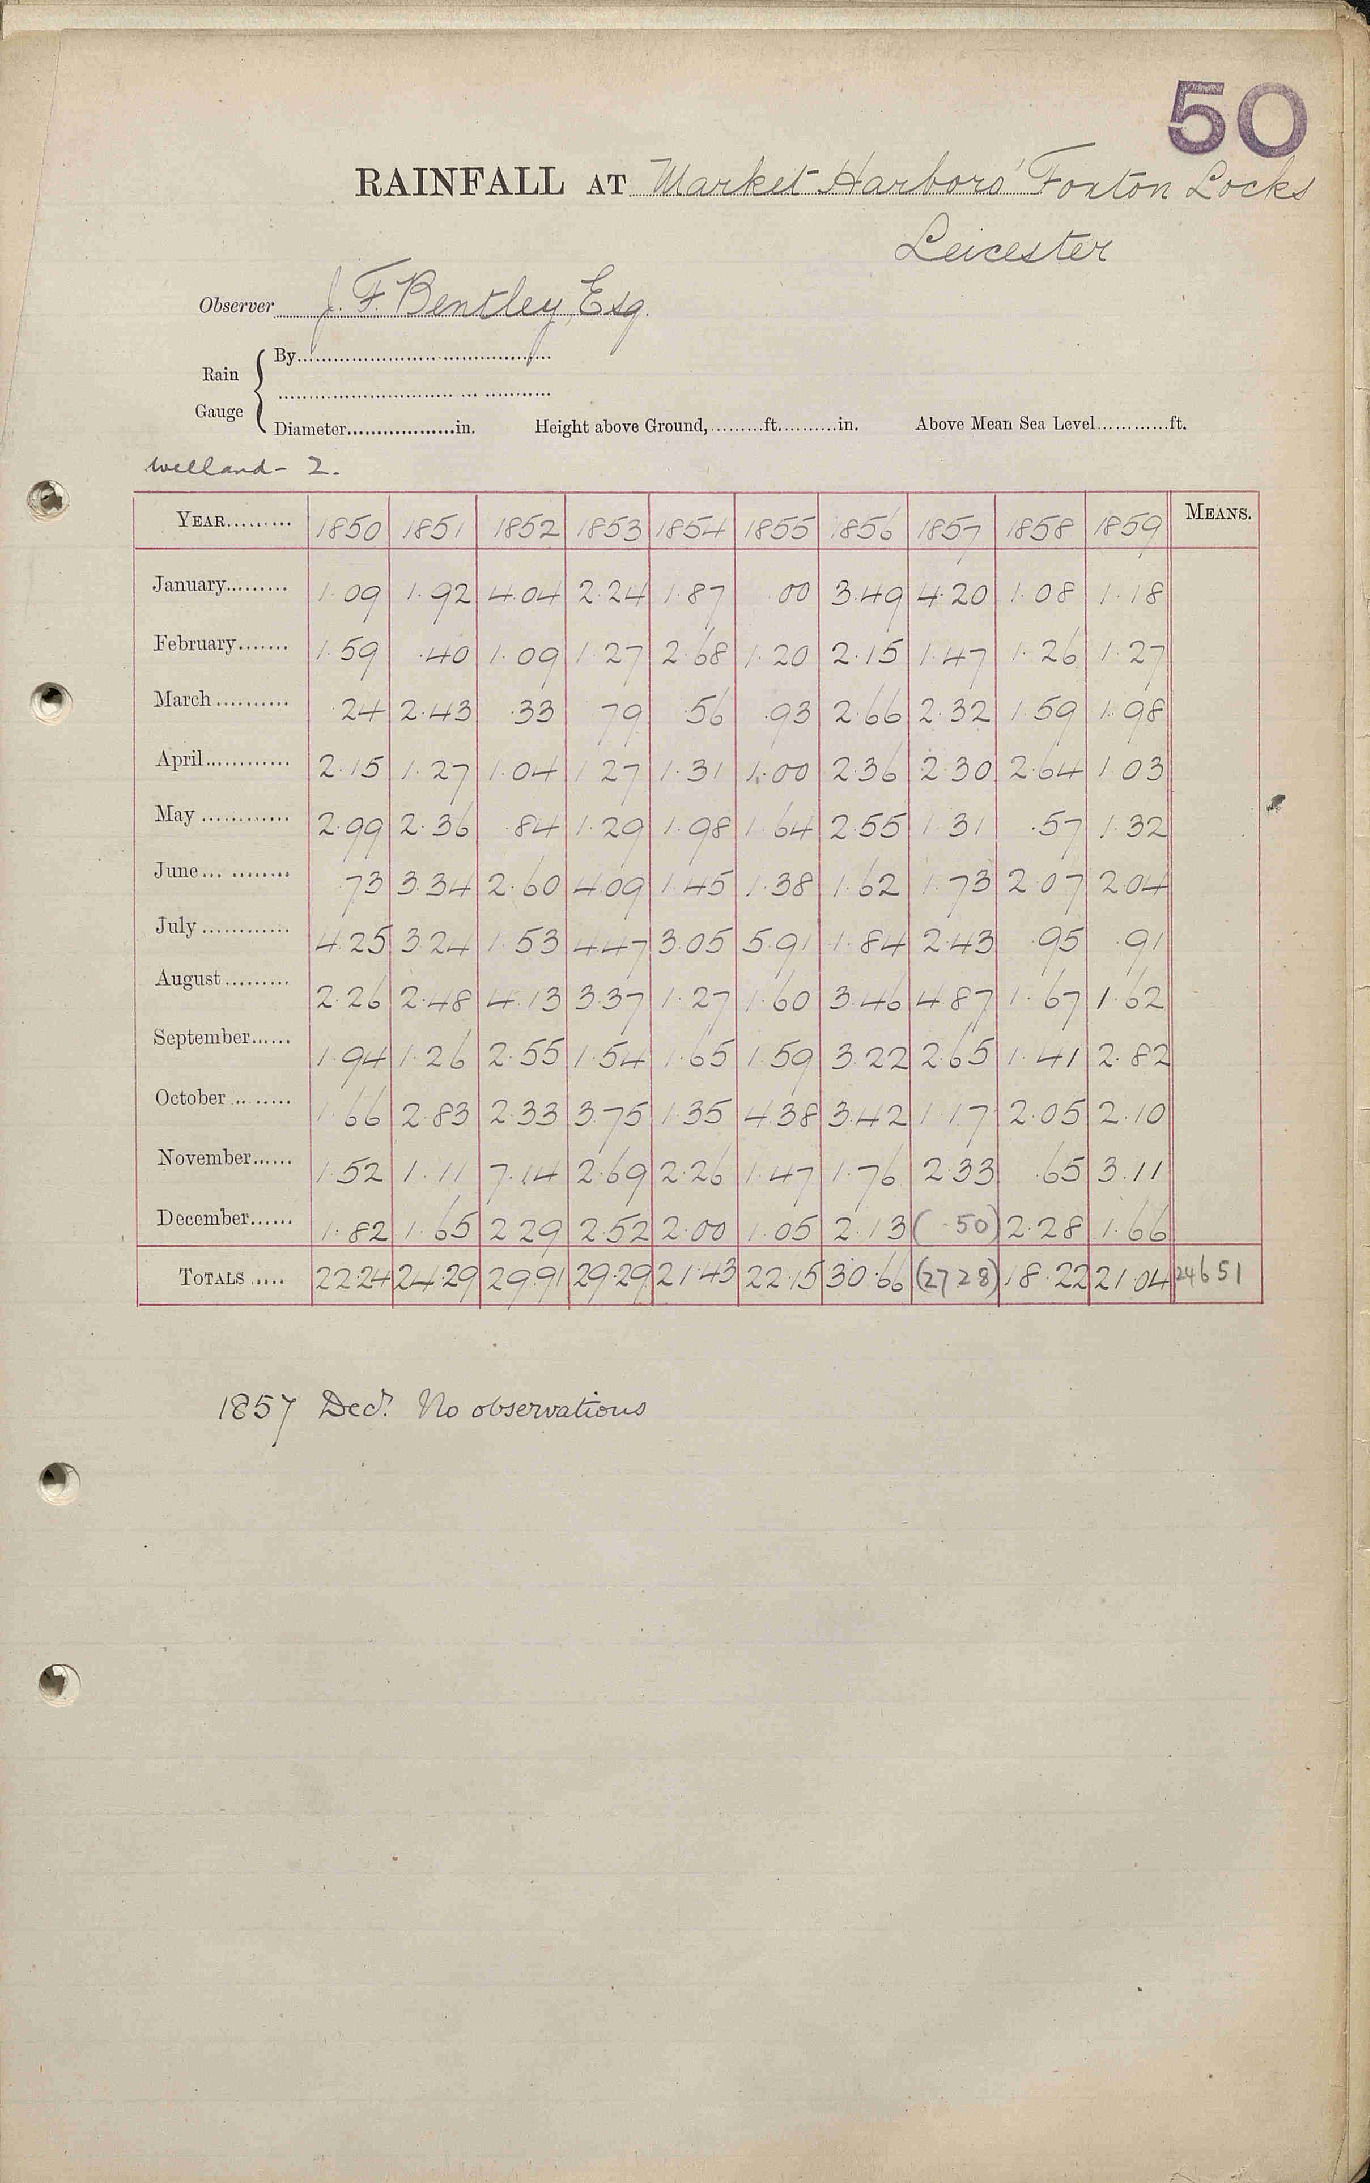 50
RAINFALL AT Market Harboro' Foxton Locks
Leicester
Observer J. F. Bentley, Esq.
Rain Gauge { By
Diameter in. Height above Ground, ft. in. Above Mean Sea Level ft.
Welland - 2.
YEAR 1850 1851 1852 1853 1854 1855 1856 1857 1858 1859 MEANS.
January 1.09 1.92 4.04 2.24 1.87 .00 3.49 4.20 1.08 1.18
February 1.59 .40 1.09 1.27 2.68 1.20 2.15 1.47 1.26 1.27
March .24 2.43 .33 .79 .56 .93 2.66 2.32 1.59 1.98
April 2.15 1.27 1.04 1.27 1.31 1.00 2.36 2.30 2.64 1.03
May 2.99 2.36 .84 1.29 1.98 1.64 2.55 1.31 .57 1.32
June .73 3.34 2.60 4.09 1.45 1.38 1.62 1.73 2.07 2.04
July 4.25 3.24 1.53 4.47 3.05 5.91 1.84 2.43 .95 .91
August 2.26 2.48 4.13 3.37 1.27 1.60 3.46 4.87 1.67 1.62
September 1.94 1.26 2.55 1.54 1.65 1.59 3.22 2.65 1.41 2.82
October 1.66 2.83 2.33 3.75 1.35 4.38 3.42 1.17 2.05 2.10
November 1.52 1.11 7.14 2.69 2.26 1.47 1.76 2.33 .65 3.11
December 1.82 1.65 2.29 2.52 2.00 1.05 2.13 (.50) 2.28 1.66
TOTALS 22.24 24.29 29.91 29.29 21.43 22.15 30.66 (27 28) 18.22 21.04 246 51
1857 Decr. No observations